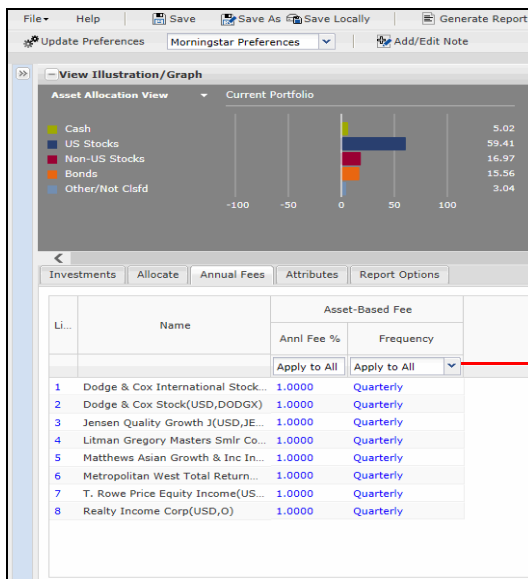 File Help Save Save As Save Locally Generate Report
Update Preferences Morningstar Preferences Add/Edit Note
View Illustration/Graph
Asset Allocation View Current Portfolio
Cash 5.02
US Stocks 59.41
Non-US Stocks 16.97
Bonds 15.56
Other/Not Clsfd 3.04
-100 -50 0 50 100
Investments Allocate Annual Fees Attributes Report Options
Asset-Based Fee
Li... Name Annl Fee % Frequency
Apply to All Apply to All
1 Dodge & Cox International Stock... 1.0000 Quarterly
2 Dodge & Cox Stock(USD,DODGX) 1.0000 Quarterly
3 Jensen Quality Growth J(USD,JE... 1.0000 Quarterly
4 Litman Gregory Masters Smlr Co... 1.0000 Quarterly
5 Matthews Asian Growth & Inc In... 1.0000 Quarterly
6 Metropolitan West Total Return... 1.0000 Quarterly
7 T. Rowe Price Equity Income(US... 1.0000 Quarterly
8 Realty Income Corp(USD,O) 1.0000 Quarterly